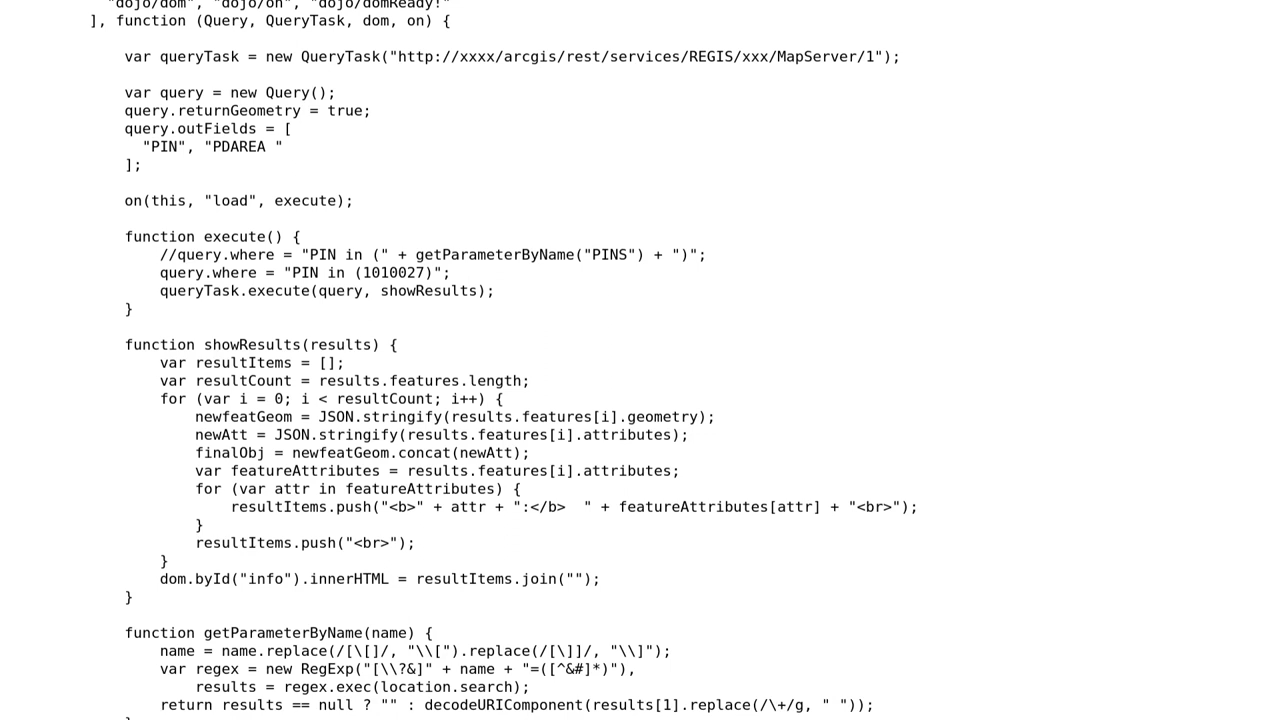 "dojo/dom", "dojo/on", "dojo/domReady!"
], function (Query, QueryTask, dom, on) {
var queryTask = new QueryTask("http://xxxx/arcgis/rest/services/REGIS/xxx/MapServer/1");
var query = new Query();
query.returnGeometry = true;
query.outFields = [
"PIN", "PDAREA "
];
on(this, "load", execute);
function execute() {
//query.where = "PIN in (" + getParameterByName("PINS") + ")";
query.where = "PIN in (1010027)";
queryTask.execute(query, showResults);
}
function showResults(results) {
var resultItems = [];
var resultCount = results.features.length;
for (var i = 0; i < resultCount; i++) {
newfeatGeom = JSON.stringify(results.features[i].geometry);
newAtt = JSON.stringify(results.features[i].attributes);
finalObj = newfeatGeom.concat(newAtt);
var featureAttributes = results.features[i].attributes;
for (var attr in featureAttributes) {
resultItems.push("<b>" + attr + ":</b>  " + featureAttributes[attr] + "<br>");
}
resultItems.push("<br>");
}
dom.byId("info").innerHTML = resultItems.join("");
}
function getParameterByName(name) {
name = name.replace(/[\[]/, "\\[").replace(/[\]]/, "\\]");
var regex = new RegExp("[\\?&]" + name + "=([^&#]*)"),
results = regex.exec(location.search);
return results == null ? "" : decodeURIComponent(results[1].replace(/\+/g, " "));
}